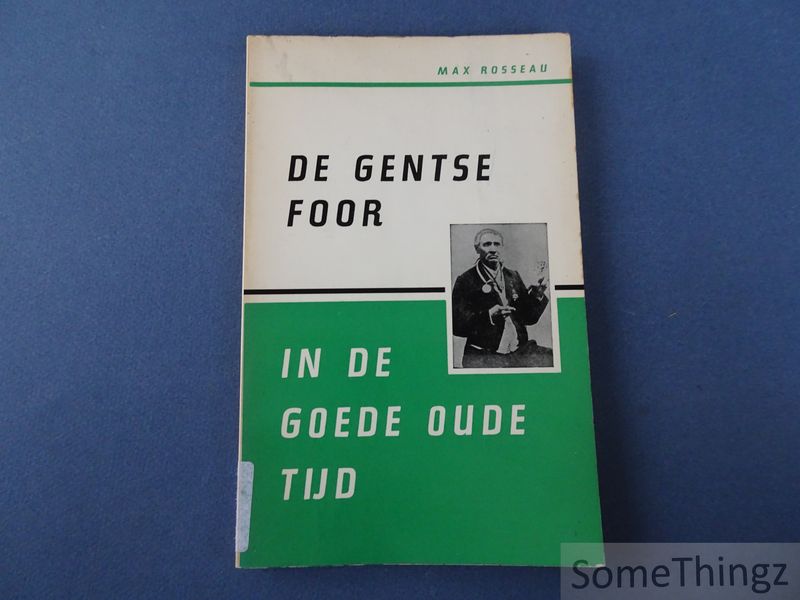 MAX ROSSEAU
DE GENTSE
FOOR
IN DE
GOEDE OUDE
TIJD
SomeThingz